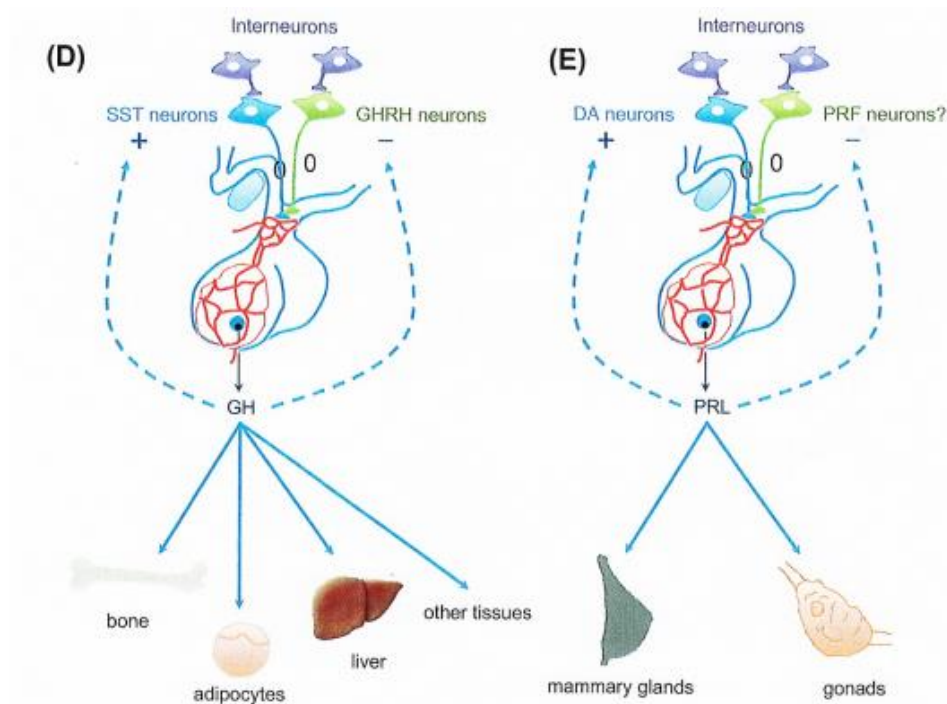 (D)
Interneurons
SST neurons
GHRH neurons
+
−
0
0
GH
bone
adipocytes
liver
other tissues
(E)
Interneurons
DA neurons
PRF neurons?
+
−
0
0
PRL
mammary glands
gonads